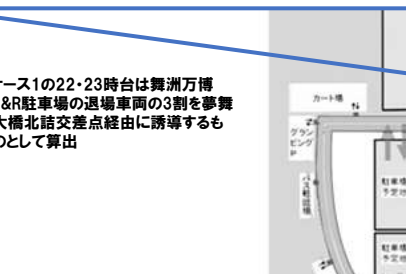 ース1の22・23時台は舞洲万博
&R駐車場の退場車両の3割を夢舞
大橋北詰交差点経由に誘導するも
のとして算出
カート場
グラン
ピング
P
駐車場
予定地
駐車場
予定地